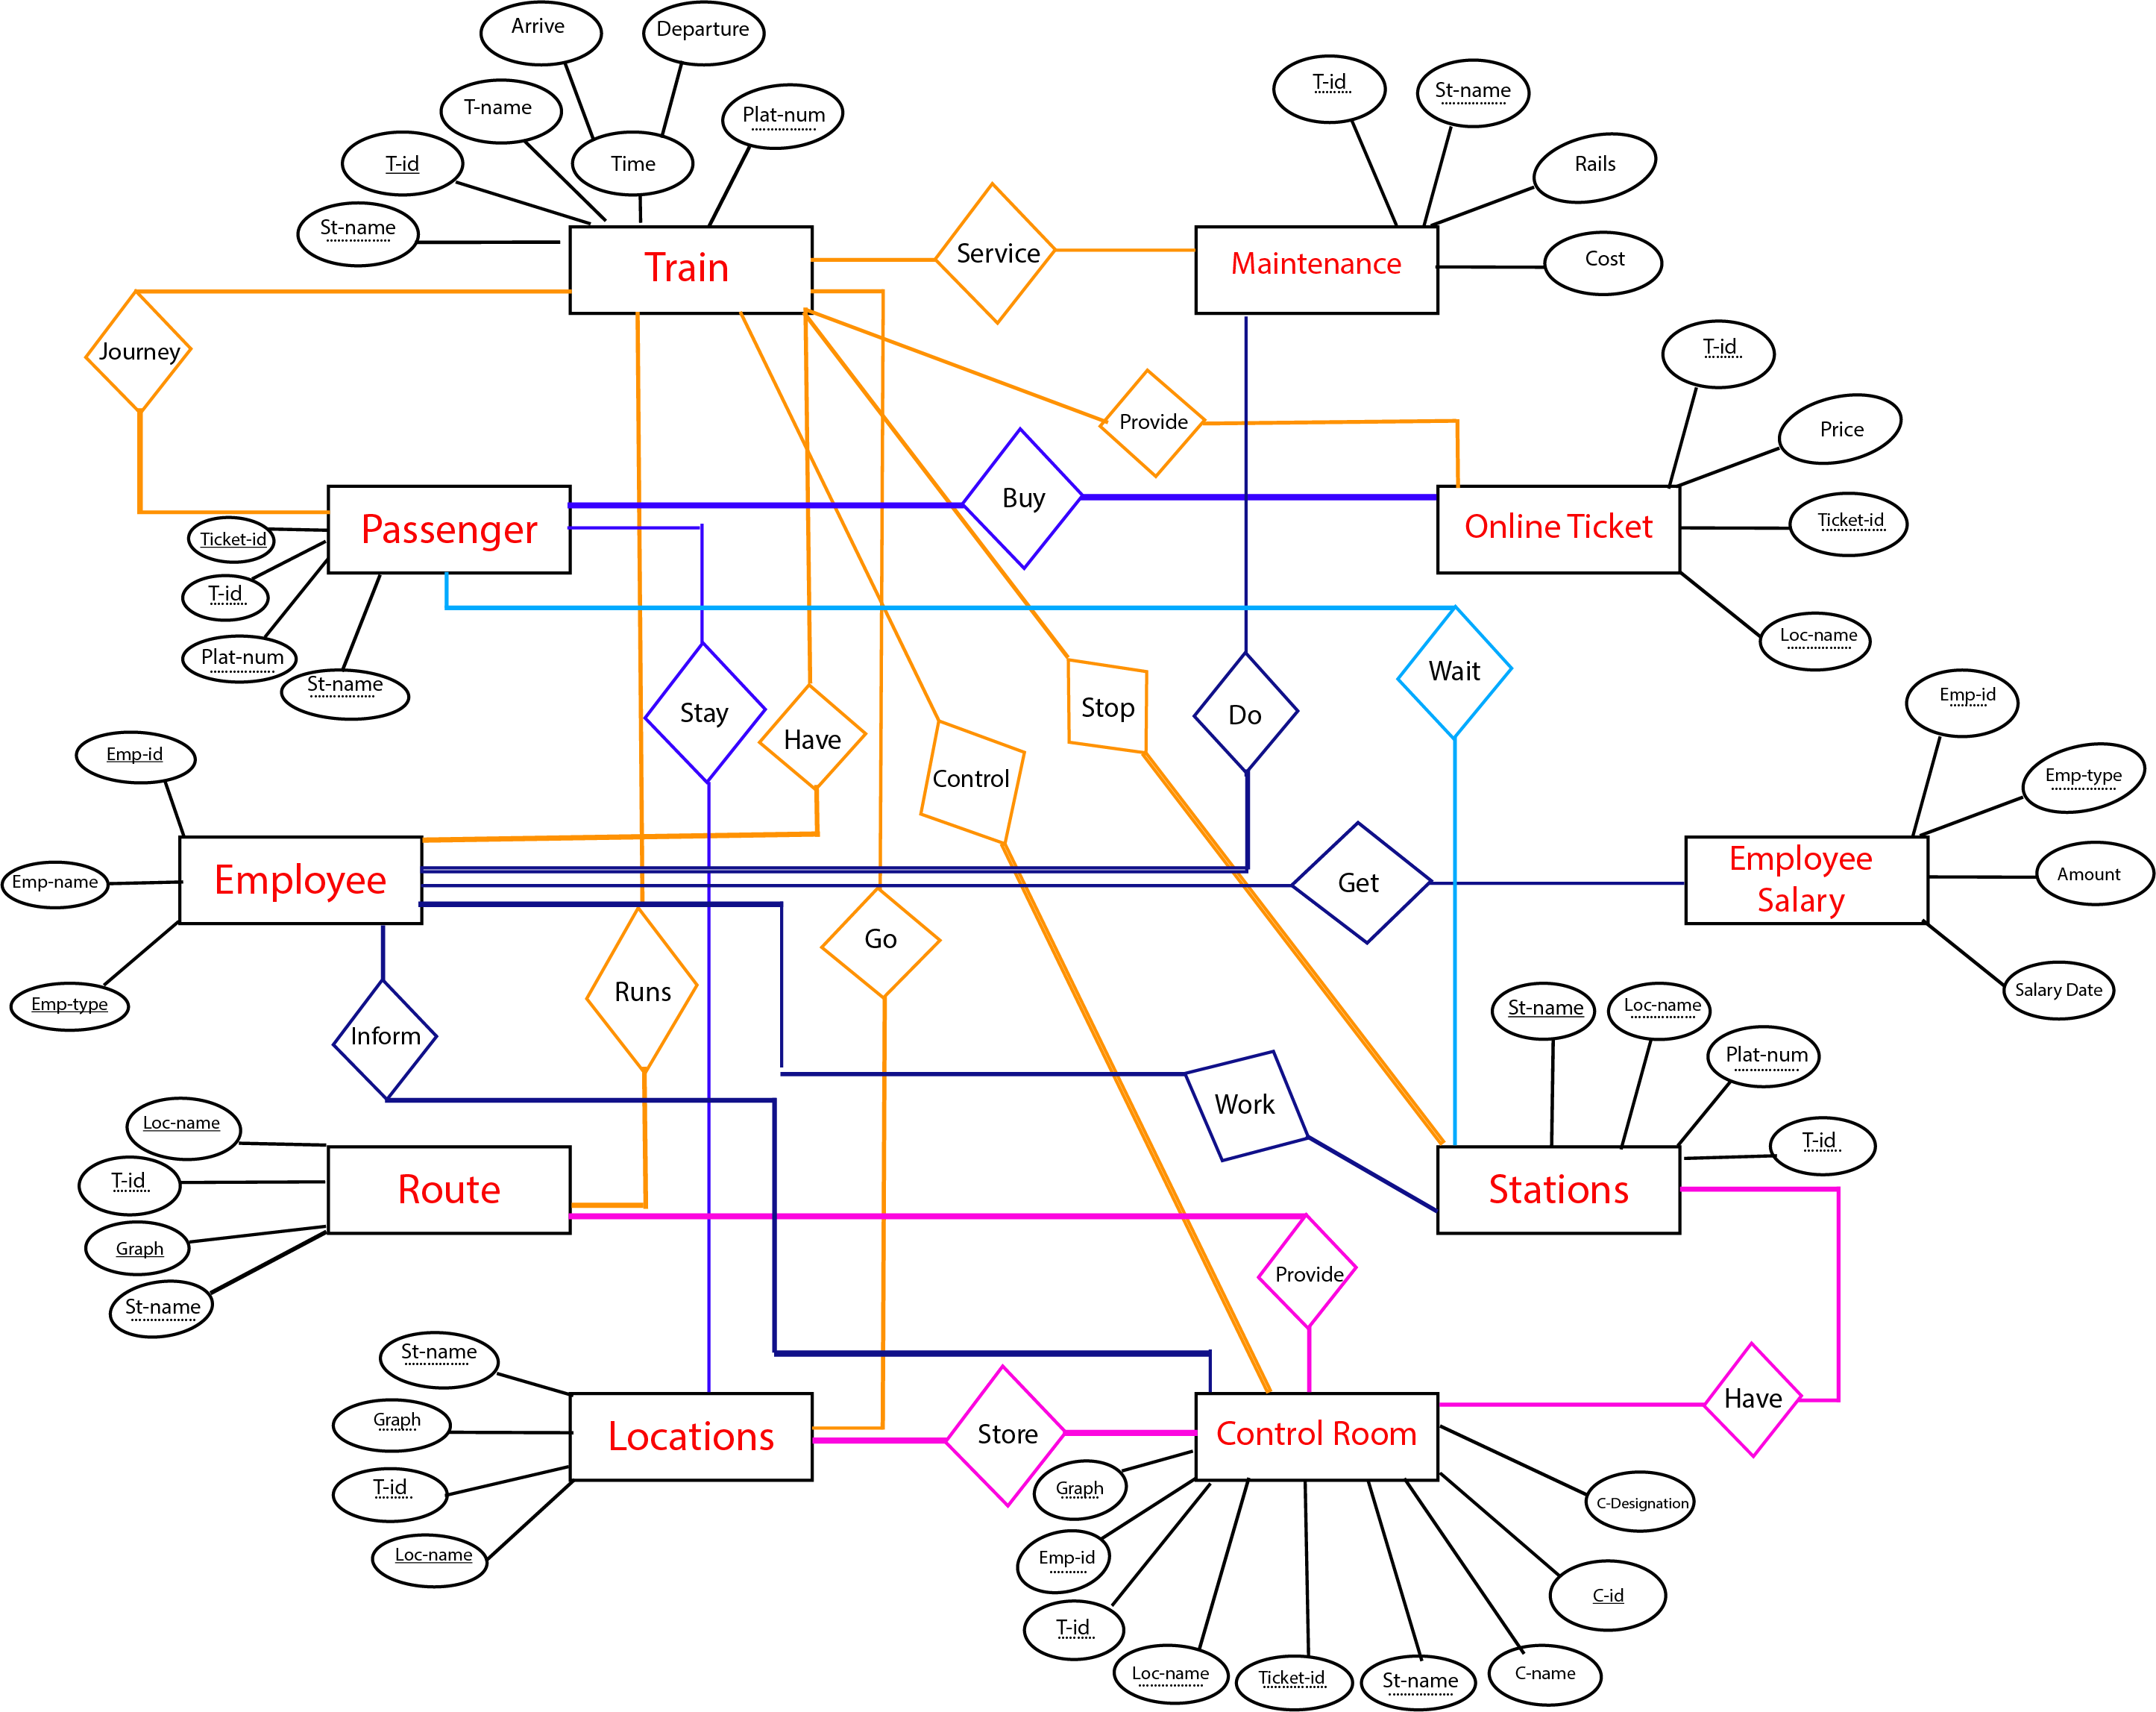 Arrive
Departure
T-name
Plat-num
T-id
Time
St-name
Train
T-id
St-name
Rails
Cost
Service
Maintenance
Journey
T-id
Price
Provide
Ticket-id
Loc-name
Passenger
Buy
Online Ticket
Ticket-id
T-id
Plat-num
St-name
Stay
Have
Control
Stop
Do
Wait
Emp-id
Emp-type
Amount
Salary Date
Emp-id
Emp-name
Emp-type
Employee
Get
Employee
Salary
Inform
Runs
Go
Work
St-name
Loc-name
Plat-num
T-id
Loc-name
T-id
Graph
St-name
Route
Stations
Provide
St-name
Graph
T-id
Loc-name
Locations
Store
Control Room
Have
Graph
Emp-id
T-id
Loc-name
Ticket-id
St-name
C-name
C-id
C-Designation